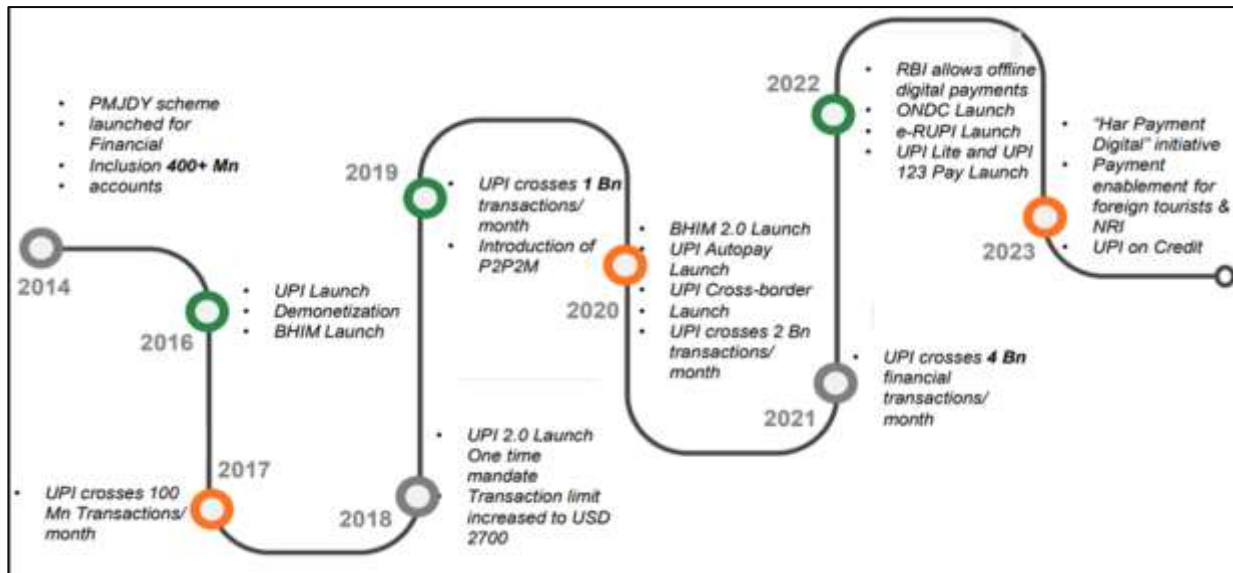 • PMJDY scheme
• launched for
Financial
• Inclusion 400+ Mn
• accounts
2014
• UPI Launch
• Demonetization
• BHIM Launch
2016
2017
• UPI crosses 100
Mn Transactions/
month
2018
• UPI 2.0 Launch
One time
mandate
• Transaction limit
increased to USD
2700
2019
• UPI crosses 1 Bn
transactions/
month
• Introduction of
P2P2M
2020
• BHIM 2.0 Launch
• UPI Autopay
Launch
• UPI Cross-border
Launch
• UPI crosses 2 Bn
transactions/
month
2021
• UPI crosses 4 Bn
financial
transactions/
month
2022
• RBI allows offline
digital payments
• ONDC Launch
• e-RUPI Launch
• UPI Lite and UPI
123 Pay Launch
2023
• "Har Payment
Digital" initiative
• Payment
enablement for
foreign tourists &
NRI
• UPI on Credit